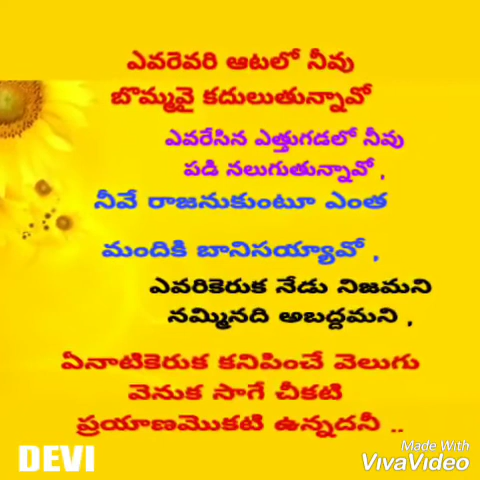 ఎవరెవరి ఆటలో నీవు
బొమ్మవై కదులుతున్నావో
ఎవరేసిన ఎత్తుగడలో నీవు
పడి నలుగుతున్నావో ,
నీవే రాజనుకుంటూ ఎంత
మందికి బానిసయ్యావో ,
ఎవరికెరుక నేడు నిజమని
నమ్మినది అబద్దమని ,
ఏనాటికెరుక కనిపించే వెలుగు
వెనుక సాగే చీకటి
ప్రయాణమొకటి ఉన్నదనీ ..
DEVI
Made With
VivaVideo